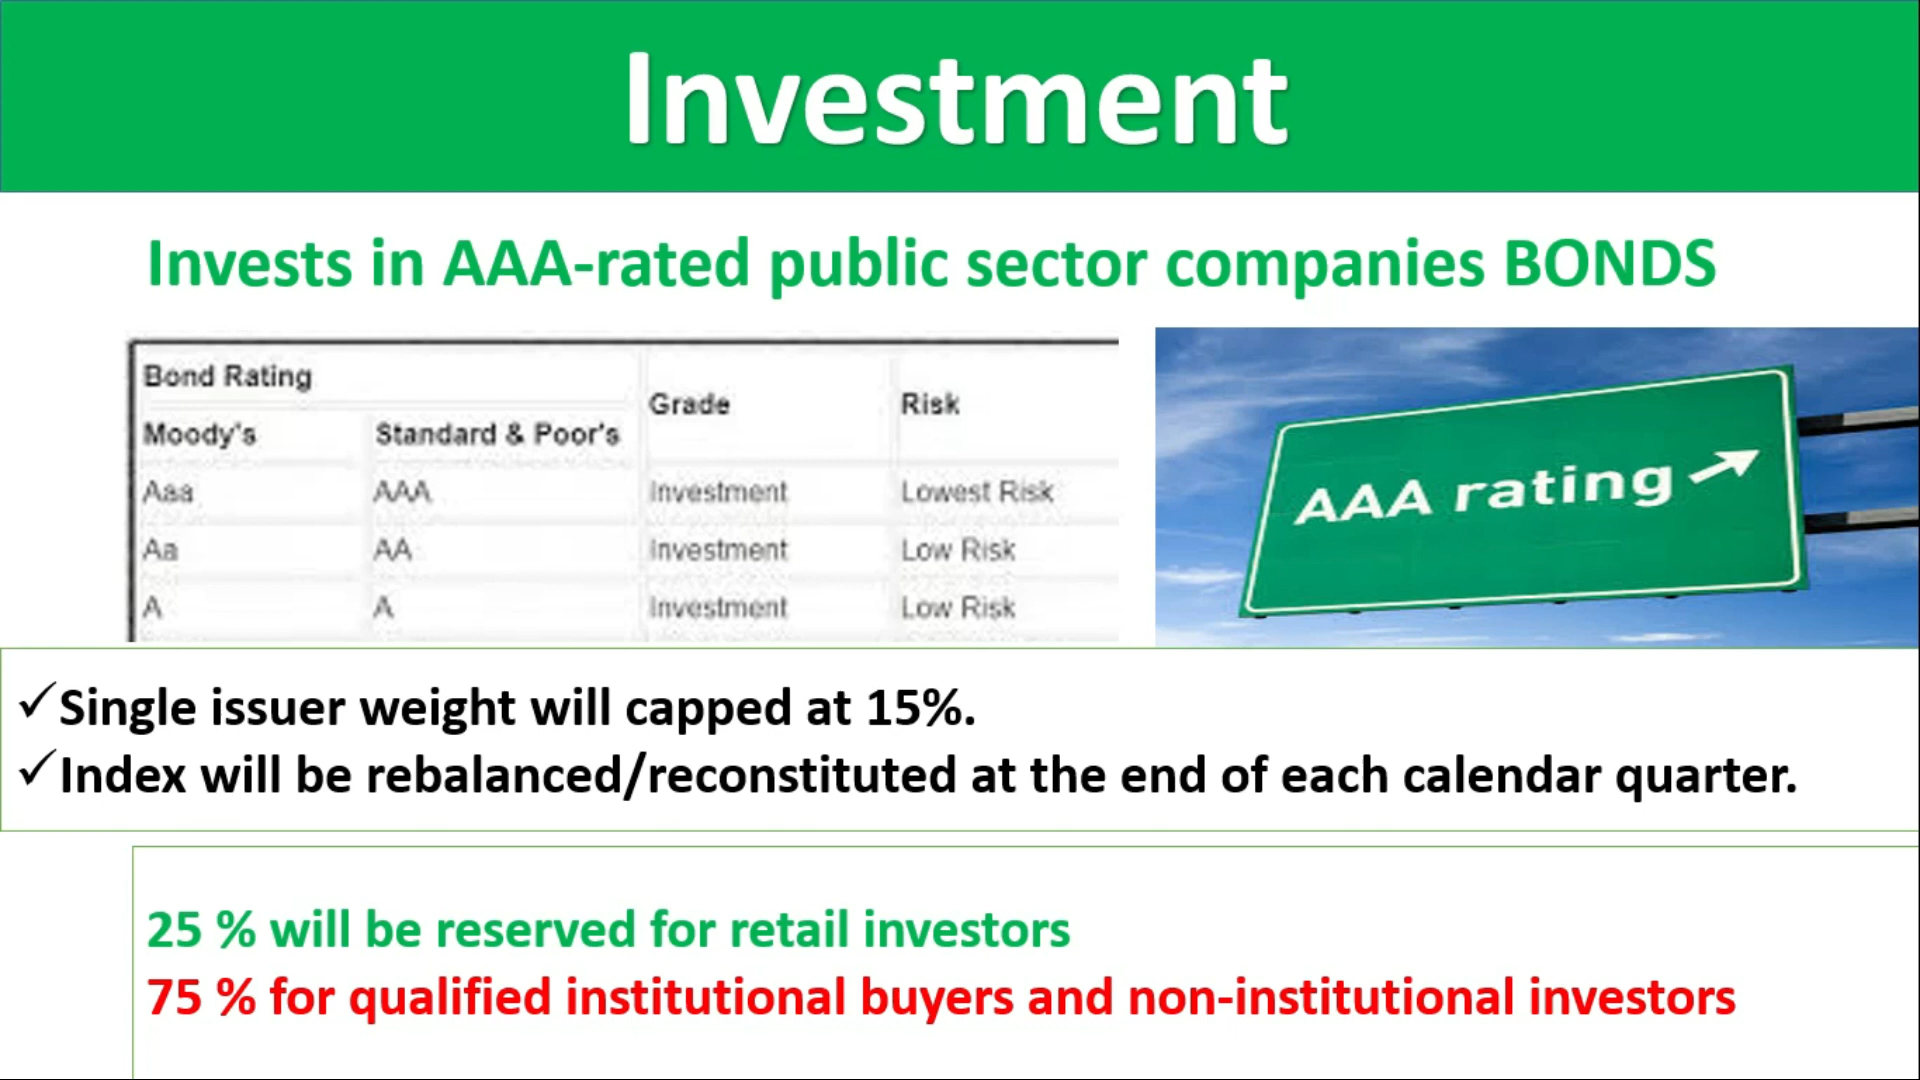 Investment
Invests in AAA-rated public sector companies BONDS
Bond Rating
Grade
Risk
Moody's
Standard & Poor's
Aaa
AAA
Investment
Lowest Risk
Aa
AA
Investment
Low Risk
A
A
Investment
Low Risk
AAA rating
✓Single issuer weight will capped at 15%.
✓Index will be rebalanced/reconstituted at the end of each calendar quarter.
25 % will be reserved for retail investors
75 % for qualified institutional buyers and non-institutional investors